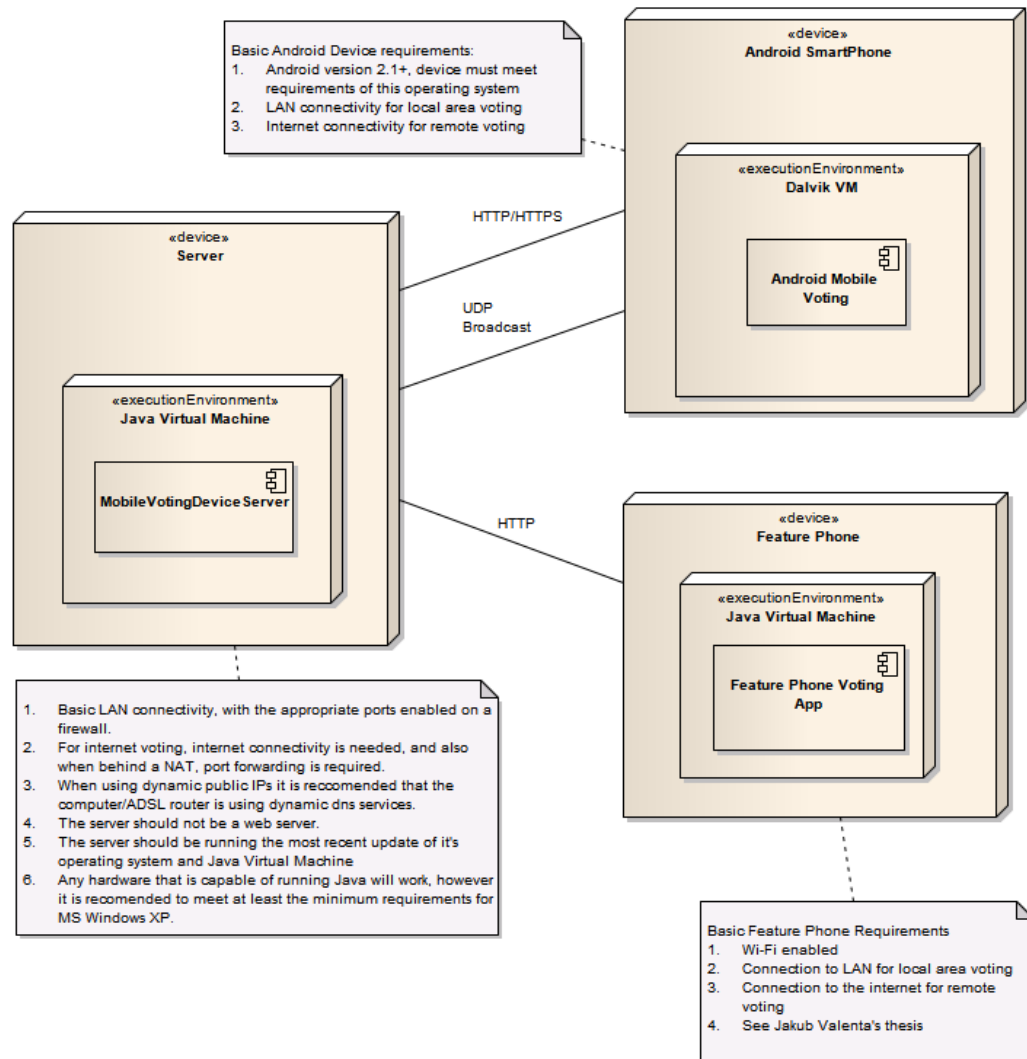 Basic Android Device requirements:
1. Android version 2.1+, device must meet
requirements of this operating system
2. LAN connectivity for local area voting
3. Internet connectivity for remote voting
«device»
Android SmartPhone
«executionEnvironment»
Dalvik VM
Android Mobile
Voting
HTTP/HTTPS
UDP
Broadcast
«device»
Server
«executionEnvironment»
Java Virtual Machine
MobileVotingDeviceServer
HTTP
«device»
Feature Phone
«executionEnvironment»
Java Virtual Machine
Feature Phone Voting
App
1. Basic LAN connectivity, with the appropriate ports enabled on a
firewall.
2. For internet voting, internet connectivity is needed, and also
when behind a NAT, port forwarding is required.
3. When using dynamic public IPs it is reccomended that the
computer/ADSL router is using dynamic dns services.
4. The server should not be a web server.
5. The server should be running the most recent update of it's
operating system and Java Virtual Machine
6. Any hardware that is capable of running Java will work, however
it is recomended to meet at least the minimum requirements for
MS Windows XP.
Basic Feature Phone Requirements
1. Wi-Fi enabled
2. Connection to LAN for local area voting
3. Connection to the internet for remote
voting
4. See Jakub Valenta's thesis